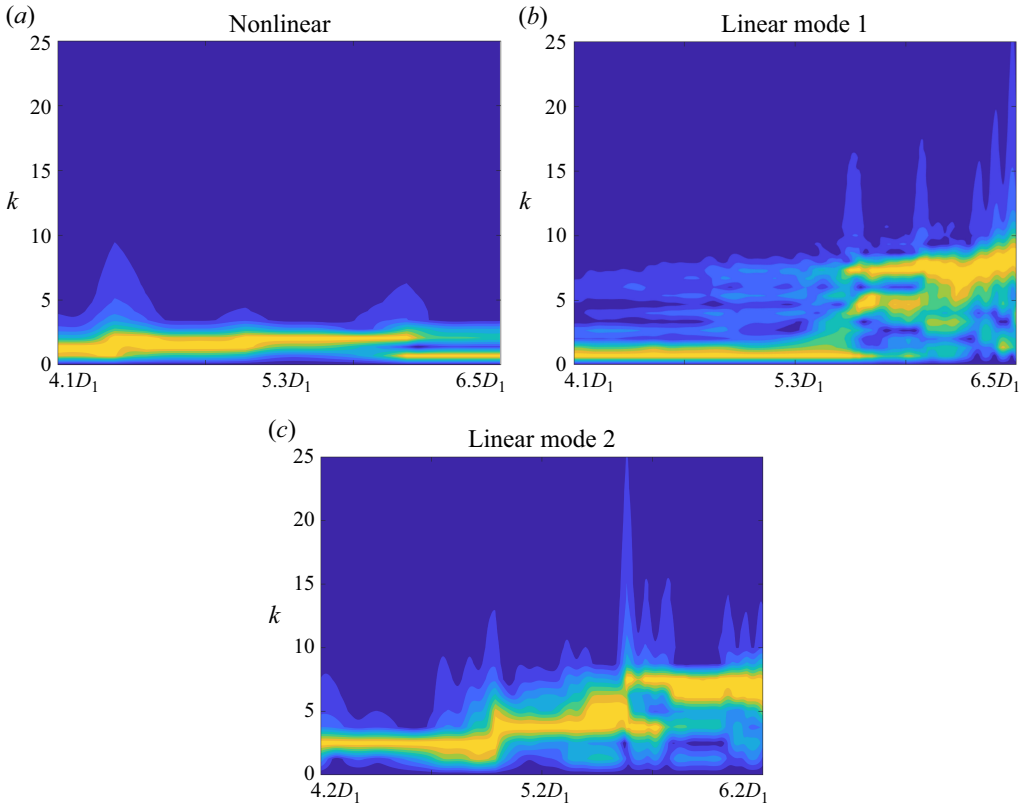 (a)
Nonlinear
25
20
15
k
10
5
0
4.1D₁
5.3D₁
6.5D₁
(b)
Linear mode 1
25
20
15
k
10
5
0
4.1D₁
5.3D₁
6.5D₁
(c)
Linear mode 2
25
20
15
k
10
5
0
4.2D₁
5.2D₁
6.2D₁